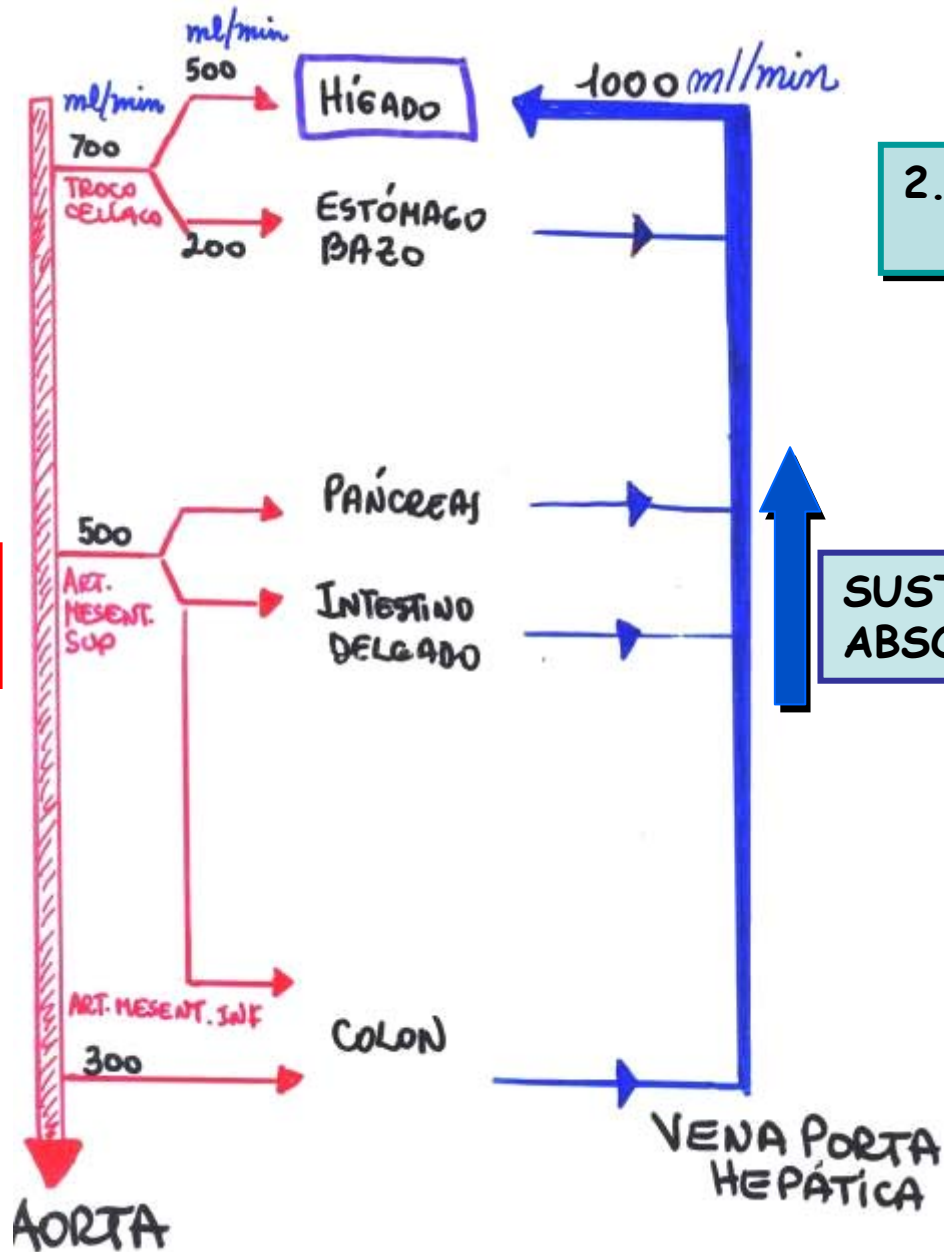 ml/min
500
ml/min
700
TROCO
CELÍACO
200
HÍGADO
1000 ml/min
2.
ESTÓMAGO
BAZO
500
ART.
MESENT.
SUP
PÁNCREAS
INTESTINO
DELGADO
SUST
ABSO
ART. MESENT. INF
300
COLON
VENA PORTA
HEPÁTICA
AORTA